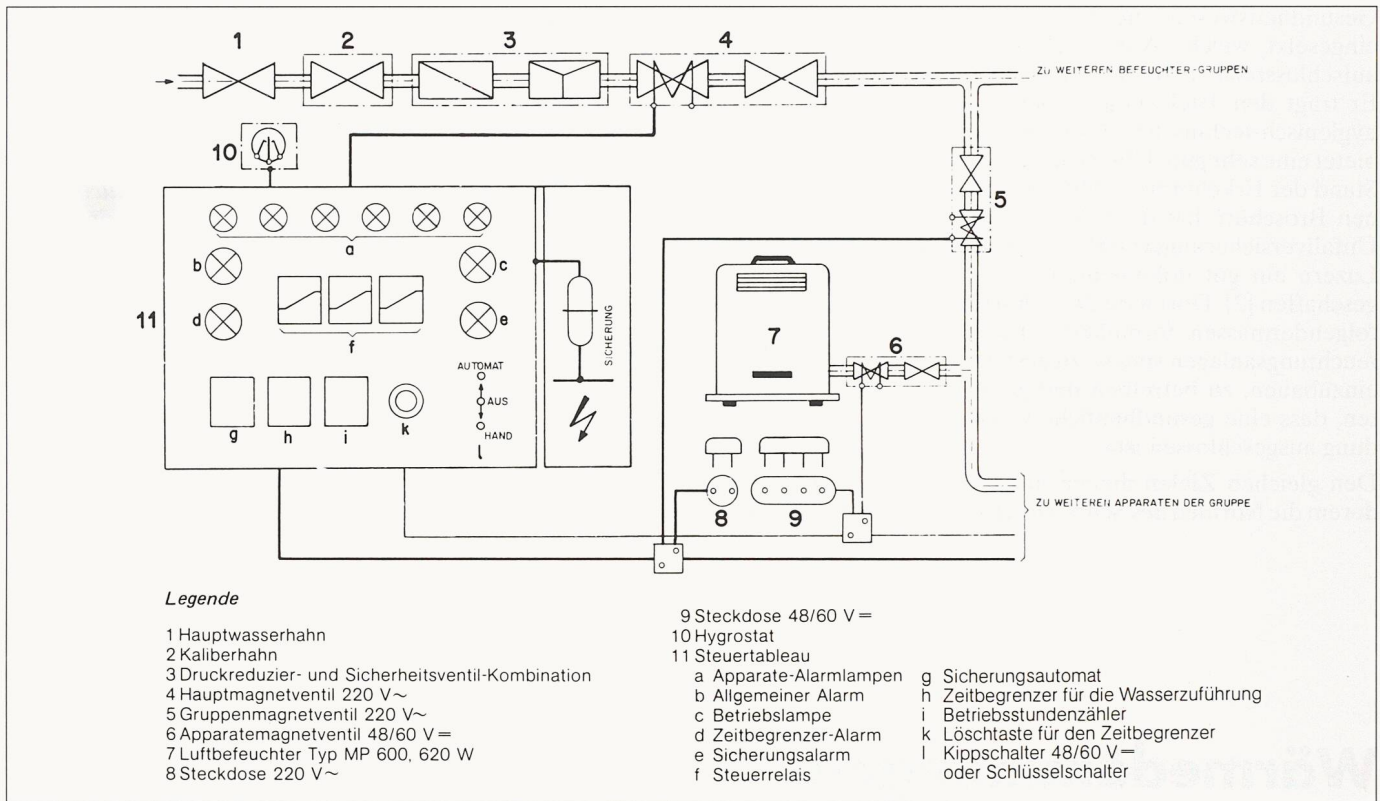 1 2 3 4
ZU WEITEREN BEFEUCHTER-GRUPPEN
10
5
a
b c
11 d e
f
7
6
SICHERUNG
AUTOMAT
AUS
HAND
g h i k l
8 9
ZU WEITEREN APPARATEN DER GRUPPE
Legende
1 Hauptwasserhahn
2 Kaliberhahn
3 Druckreduzier- und Sicherheitsventil-Kombination
4 Hauptmagnetventil 220 V~
5 Gruppenmagnetventil 220 V~
6 Apparatemagnetventil 48/60 V=
7 Luftbefeuchter Typ MP 600, 620 W
8 Steckdose 220 V~
9 Steckdose 48/60 V=
10 Hygrostat
11 Steuertableau
a Apparate-Alarmlampen
b Allgemeiner Alarm
c Betriebslampe
d Zeitbegrenzer-Alarm
e Sicherungsalarm
f Steuerrelais
g Sicherungsautomat
h Zeitbegrenzer für die Wasserzuführung
i Betriebsstundenzähler
k Löschtaste für den Zeitbegrenzer
l Kippschalter 48/60 V=
oder Schlüsselschalter